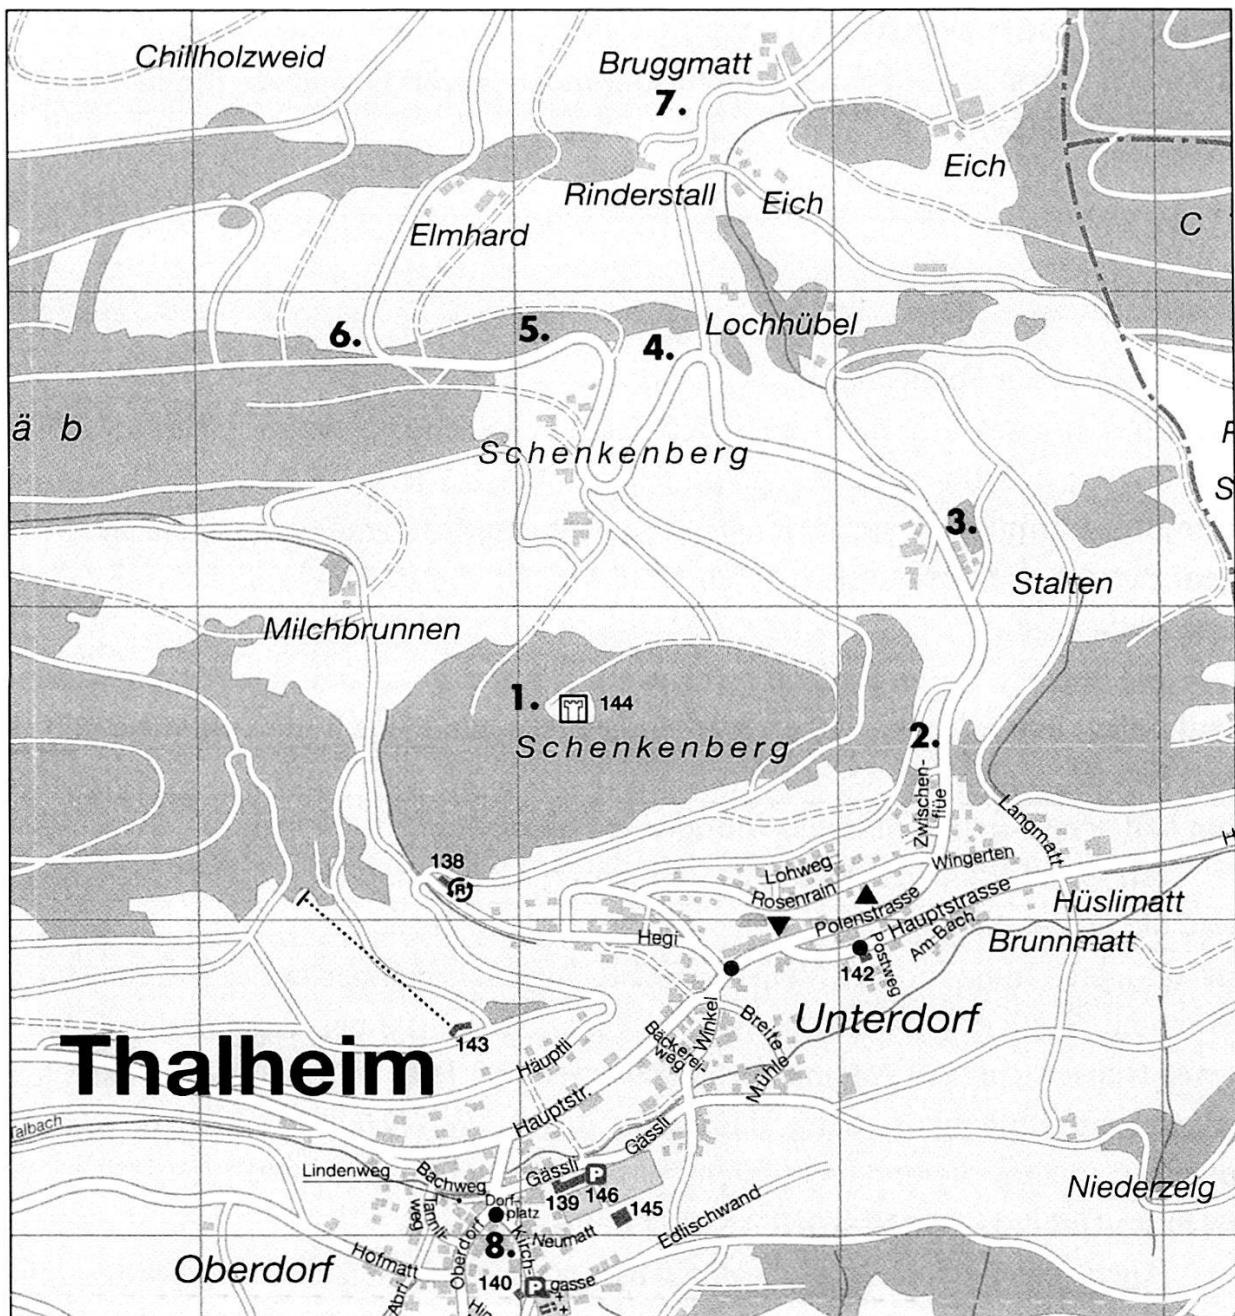 Chillholzweid
Bruggmatt
7.
Eich
Rinderstall
Eich
Elmhard
C
6.
5.
4.
Lochhübel
ä b
Schenkenberg
S
3.
Stalten
Milchbrunnen
1.
144
Schenkenberg
2.
Zwischen-
flüe
Langmatt
138
R
Lohweg
Wingerten
Rosenrain
Polenstrasse
Hauptstrasse
Hüslimatt
Hegi
Am Bach
Brunnmatt
Postweg
142
Unterdorf
Winkel
Breite
Mühle
Bäckerei-
weg
143
Häuptli
Thalheim
Hauptstr.
Talbach
Gässli
Lindenweg
Bachweg
Gässli
P
139
146
145
Niederzelg
Tannli-
weg
Dorf-
platz
Edlischwand
Neumatt
8.
Oberdorf
Hofmatt
Oberdorf
Kirch-
gasse
140
P